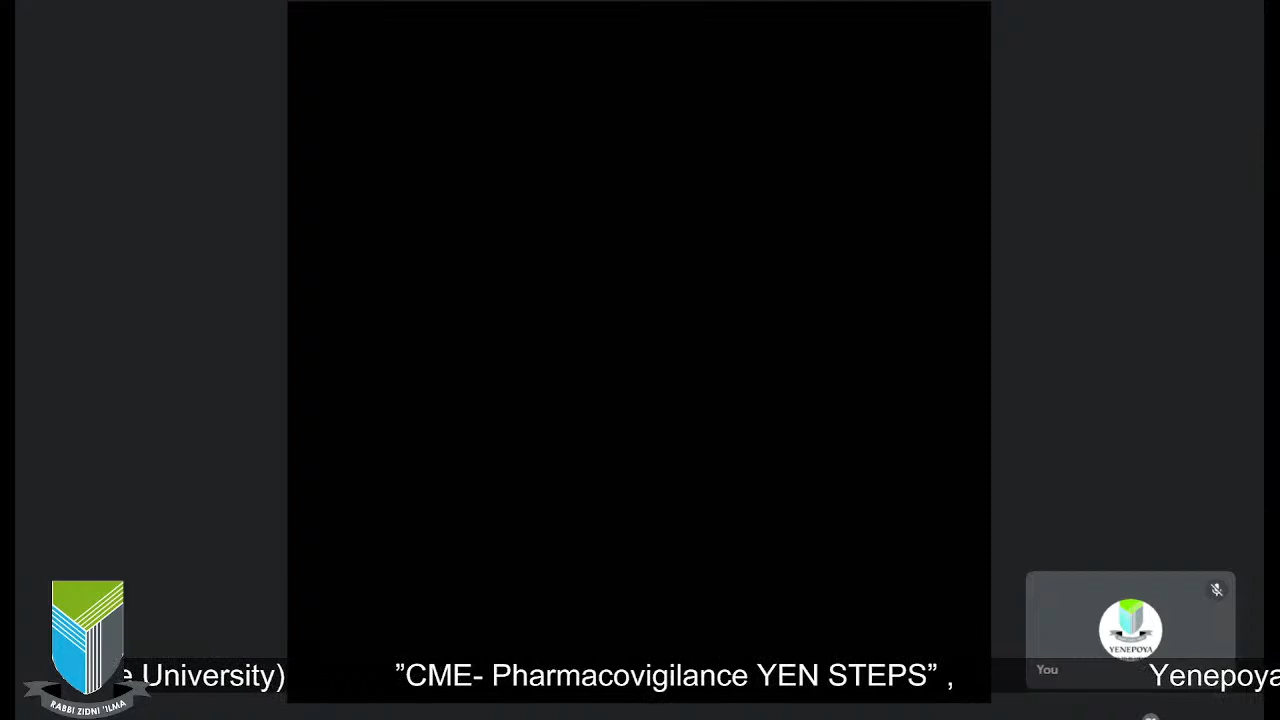 YENEPOYA
You
e University) ”CME- Pharmacovigilance YEN STEPS” , Yenepoya
RABBI ZIDNI 'ILMA